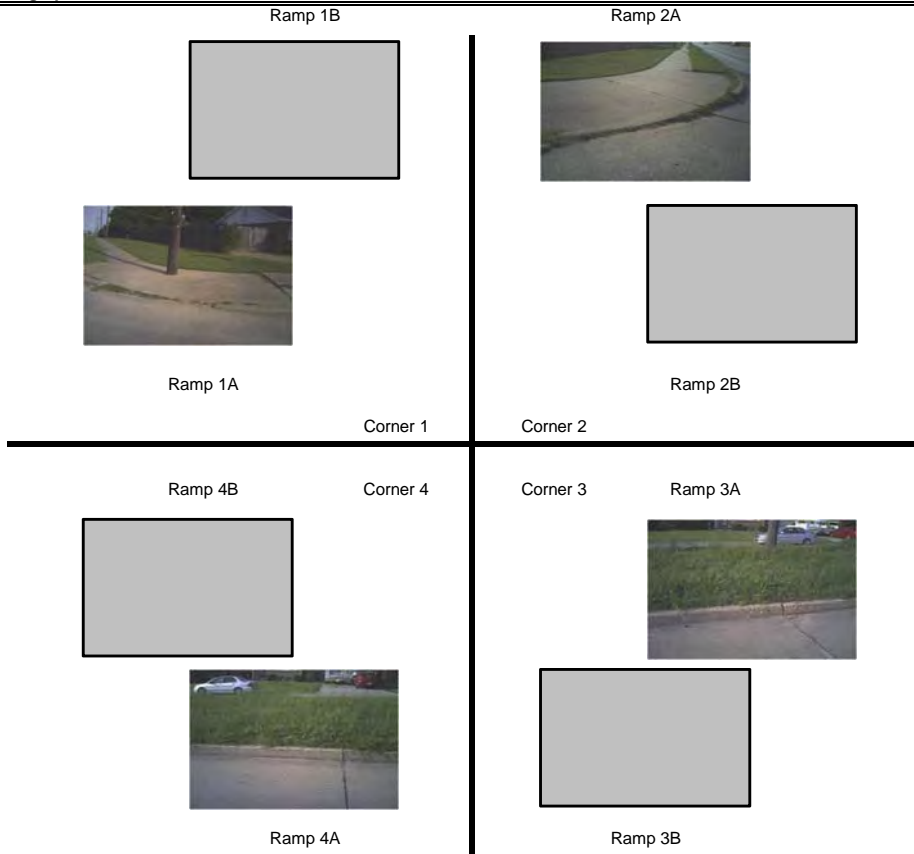 Ramp 1B Ramp 2A
Ramp 1A Ramp 2B
Corner 1 Corner 2
Ramp 4B Corner 4 Corner 3 Ramp 3A
Ramp 4A Ramp 3B